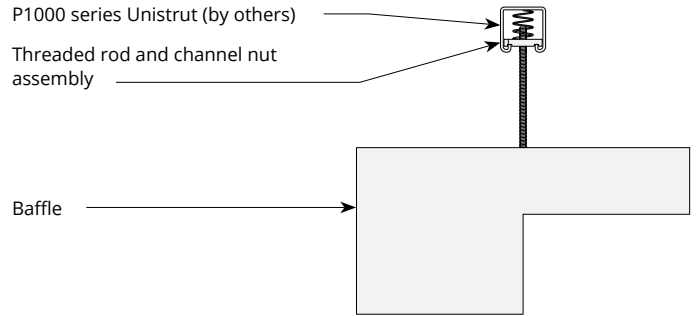 P1000 series Unistrut (by others)
Threaded rod and channel nut
assembly
Baffle